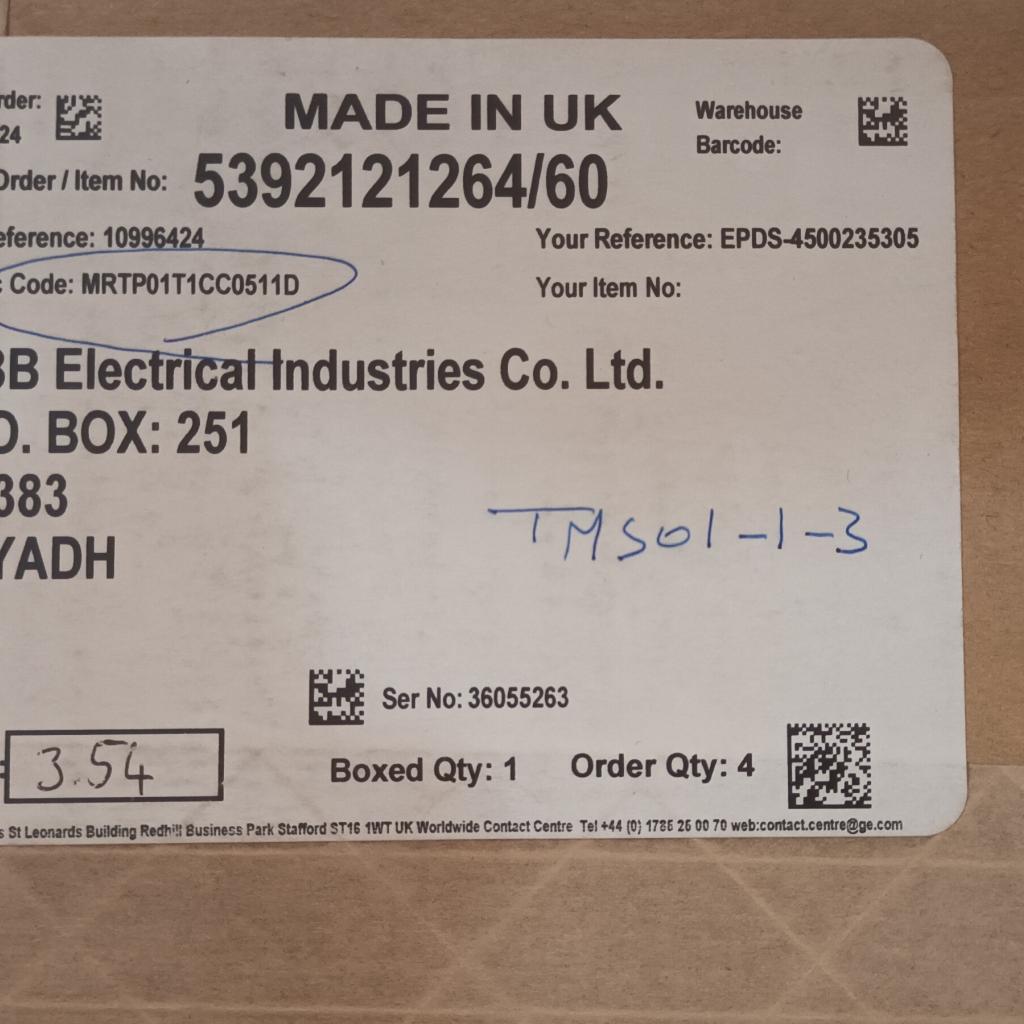 rder:
24
MADE IN UK
Warehouse
Barcode:
Order / Item No: 5392121264/60
eference: 10996424
Your Reference: EPDS-4500235305
c Code: MRTP01T1CC0511D
Your Item No:
BB Electrical Industries Co. Ltd.
O. BOX: 251
383
YADH
TMS01-1-3
Ser No: 36055263
3.54
Boxed Qty: 1
Order Qty: 4
s St Leonards Building Redhill Business Park Stafford ST16 1WT UK Worldwide Contact Centre Tel +44 (0) 1785 25 00 70 web:contact.centre@ge.com